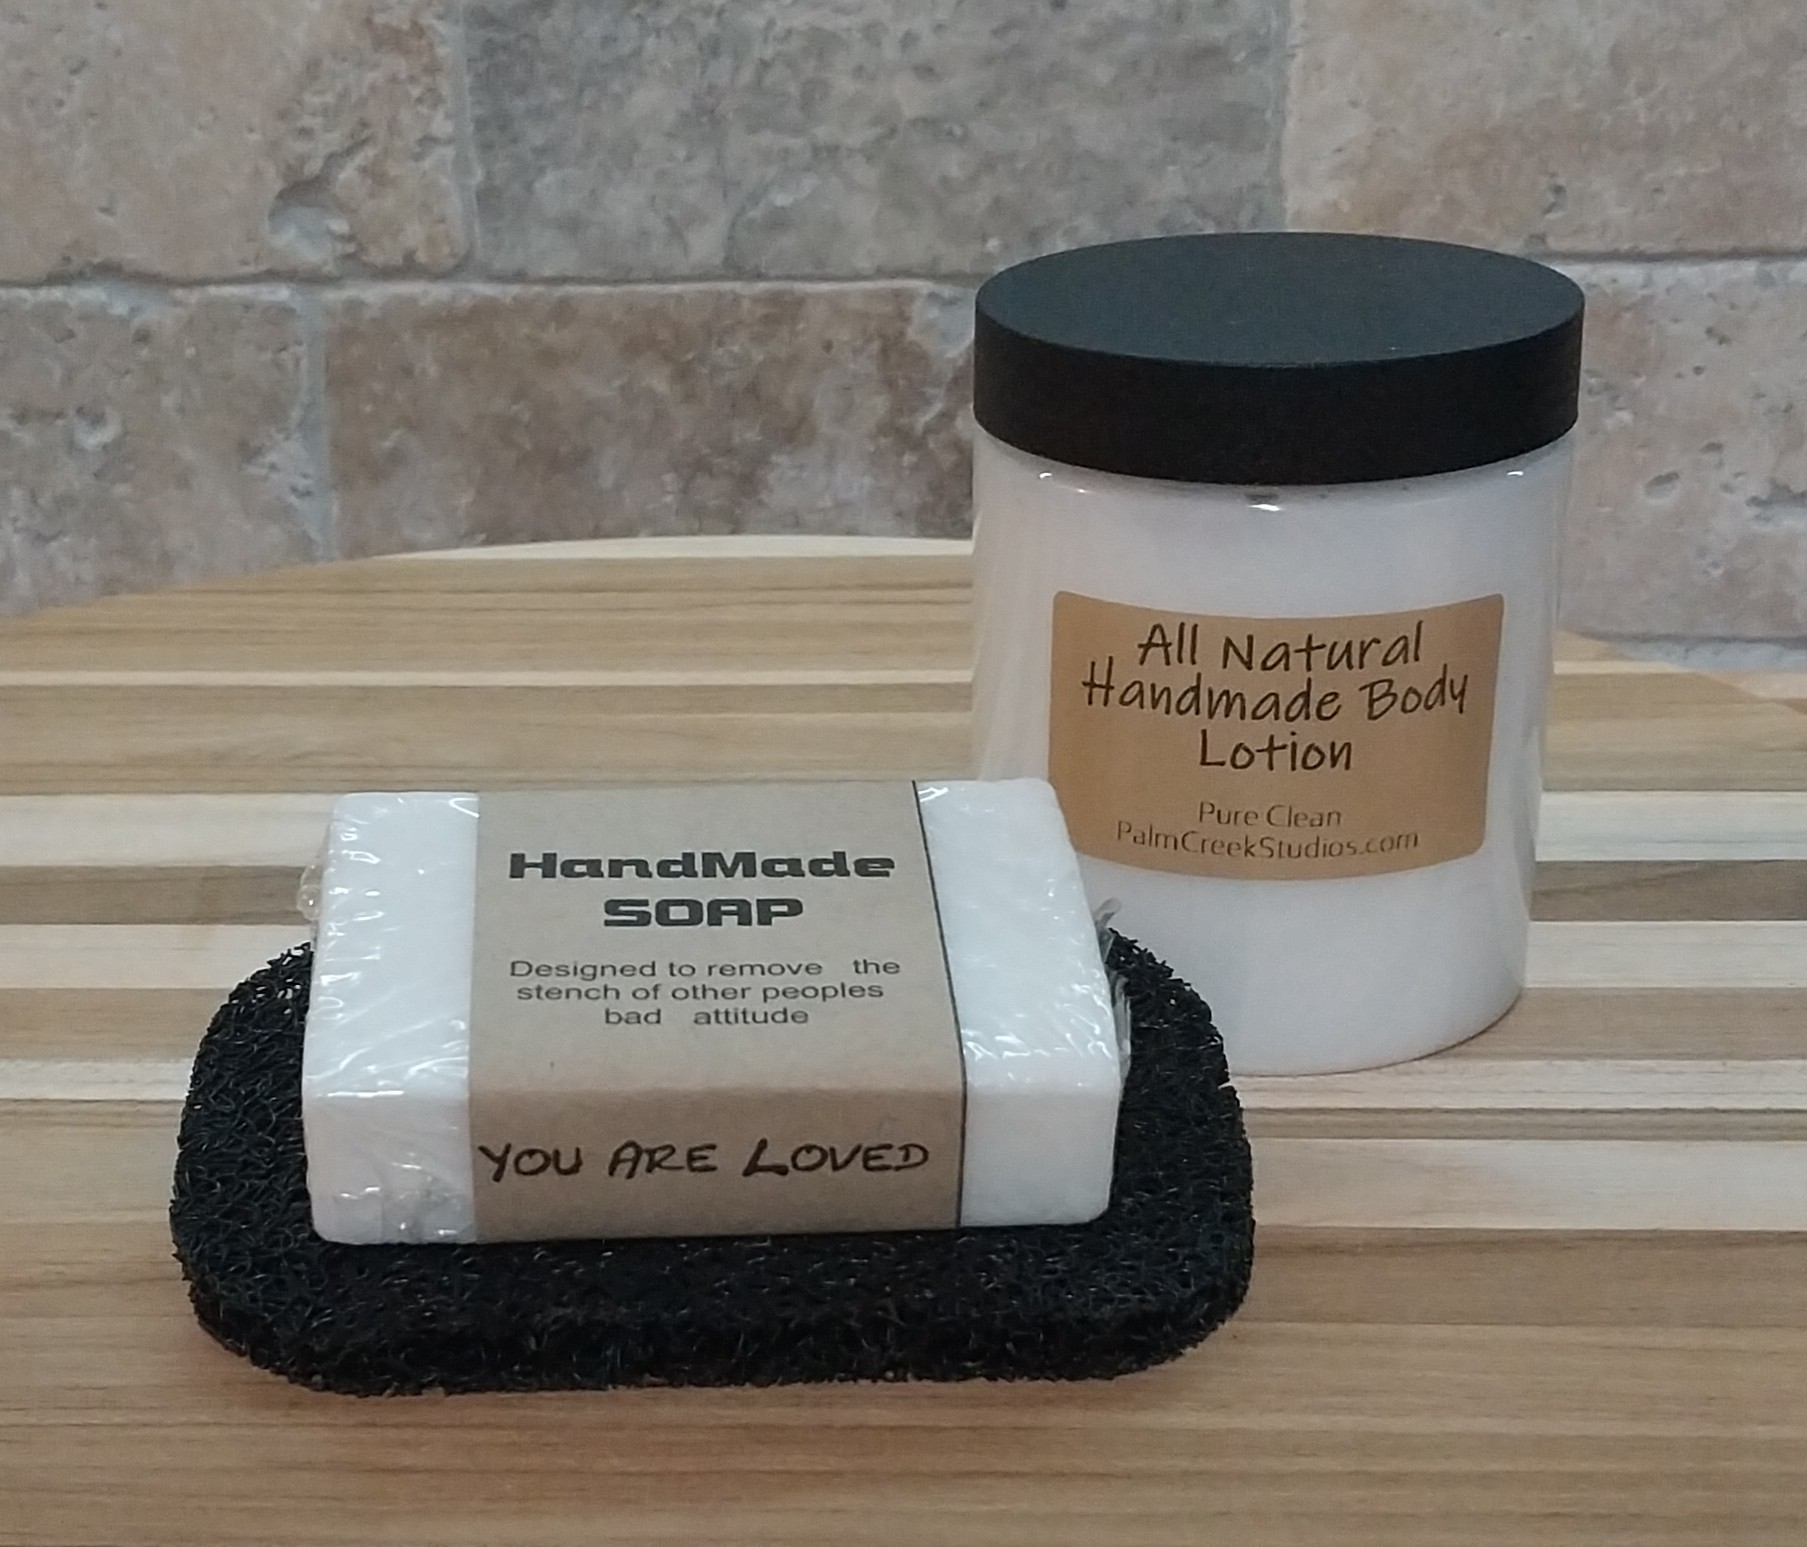 All Natural
Handmade Body
Lotion
Pure Clean
PalmCreekStudios.com
HandMade
SOAP
Designed to remove the
stench of other peoples
bad attitude
YOU ARE LOVED